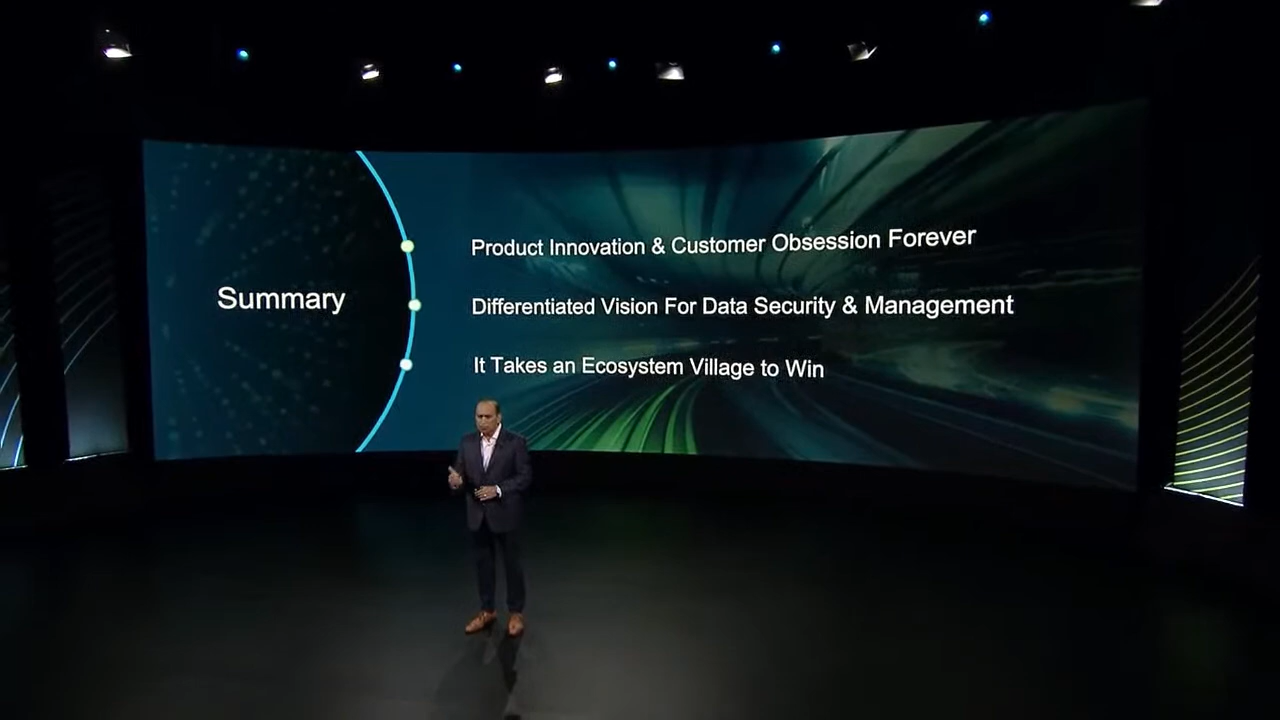 Summary
Product Innovation & Customer Obsession Forever
Differentiated Vision For Data Security & Management
It Takes an Ecosystem Village to Win